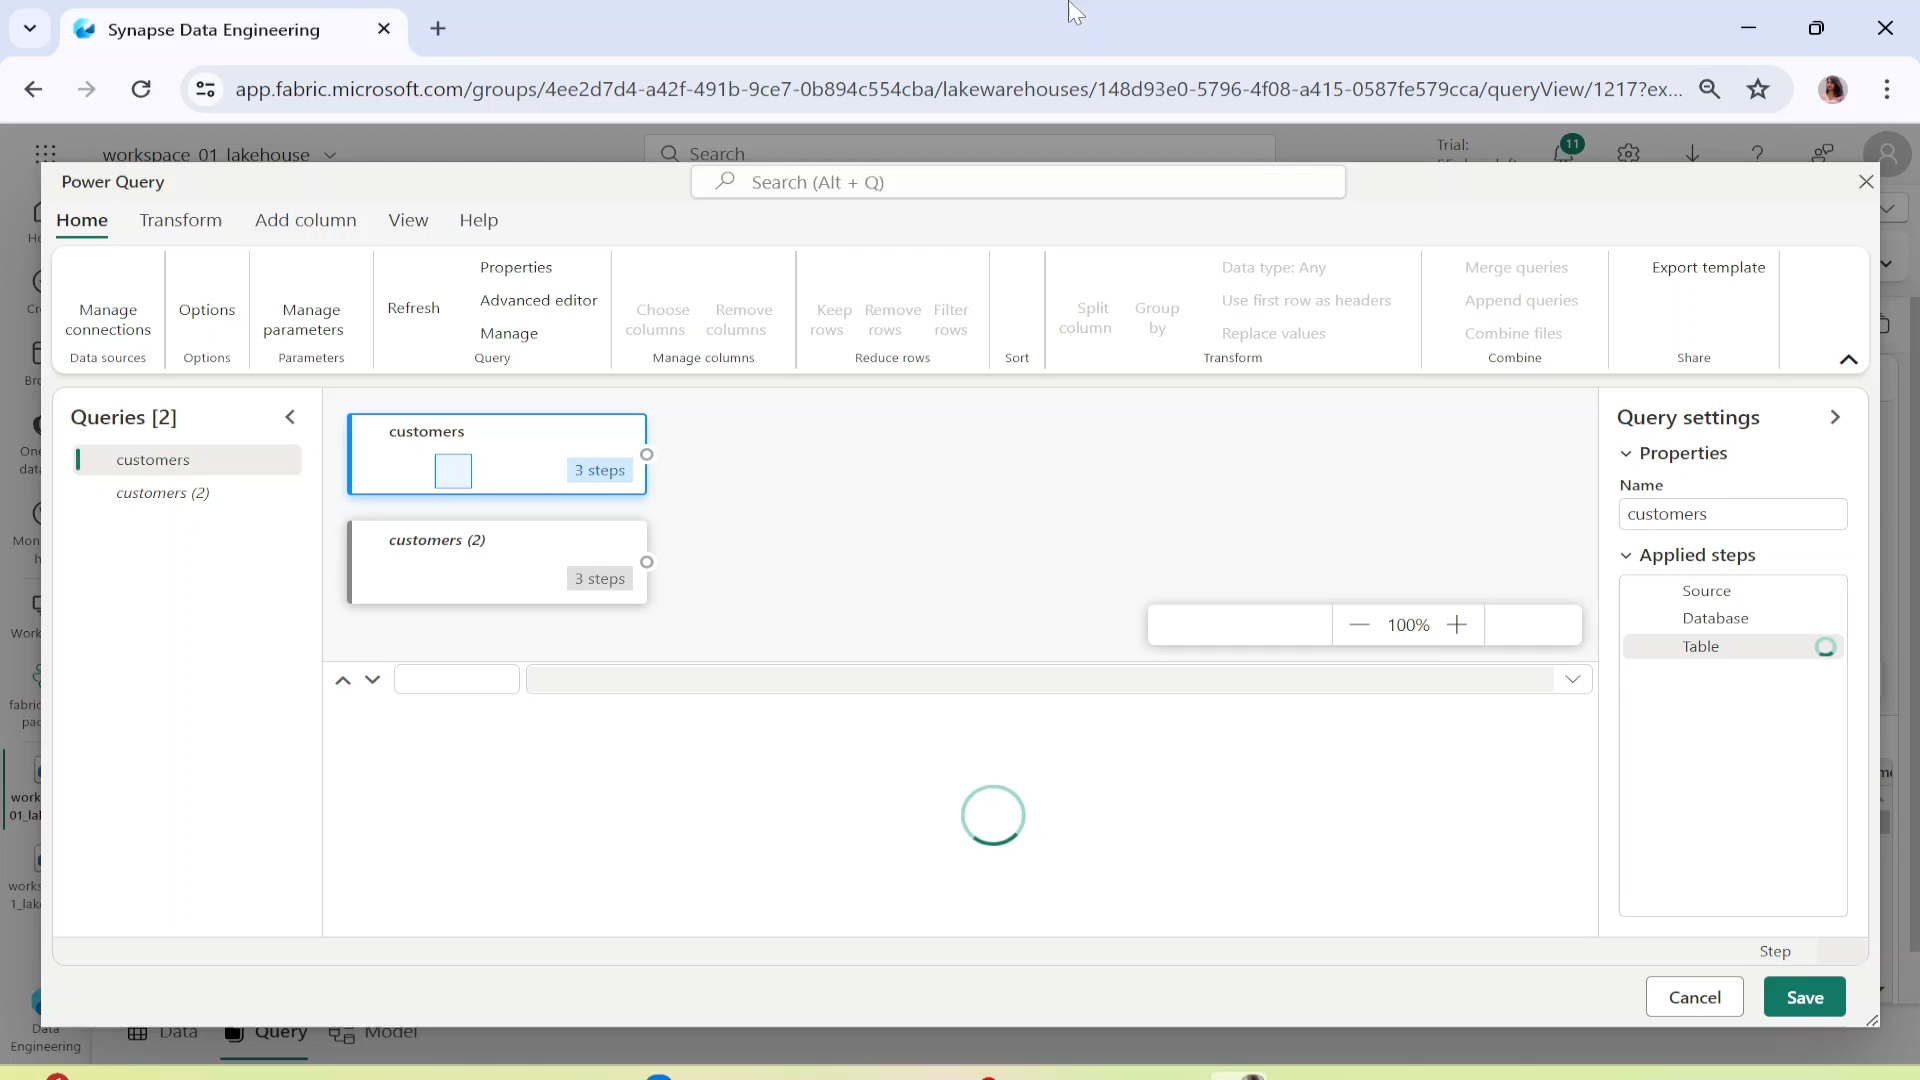 Synapse Data Engineering
app.fabric.microsoft.com/groups/4ee2d7d4-a42f-491b-9ce7-0b894c554cba/lakewarehouses/148d93e0-5796-4f08-a415-0587fe579cca/queryView/1217?ex...
workspace_01_lakehouse
Search
Trial:
11
Power Query
Search (Alt + Q)
Home
Transform
Add column
View
Help
Manage connections
Data sources
Options
Options
Manage parameters
Parameters
Refresh
Properties
Advanced editor
Manage
Query
Choose columns
Remove columns
Manage columns
Keep rows
Remove rows
Filter rows
Reduce rows
Sort
Split column
Group by
Data type: Any
Use first row as headers
Replace values
Transform
Merge queries
Append queries
Combine files
Combine
Export template
Share
Queries [2]
customers
customers (2)
customers
3 steps
customers (2)
3 steps
100%
Query settings
Properties
Name
customers
Applied steps
Source
Database
Table
Step
Cancel
Save
Data
Engineering
Data
Query
Model